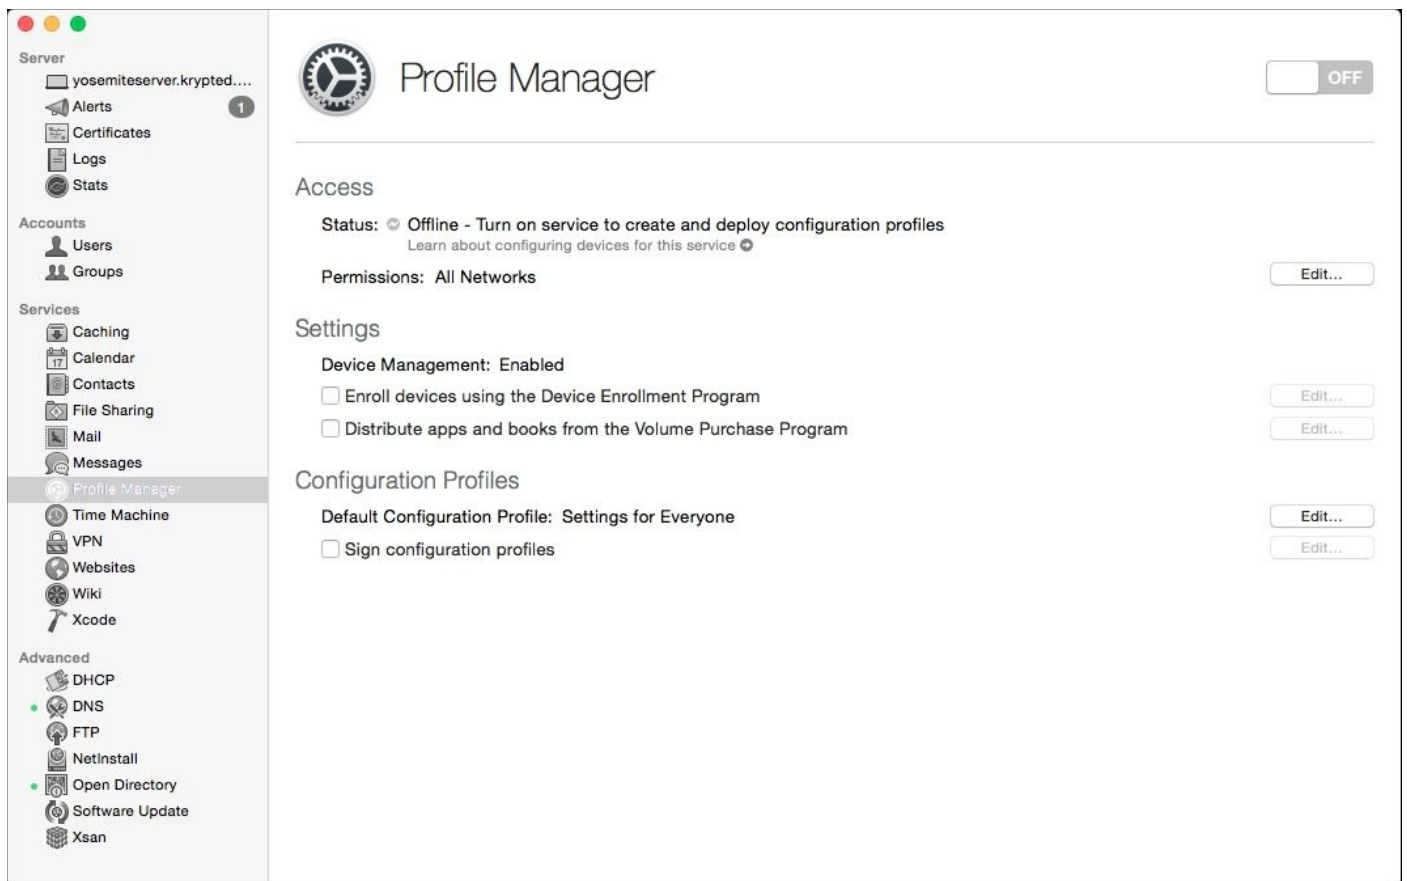 Server
yosemiteserver.krypted....
Alerts 1
Certificates
Logs
Stats
Accounts
Users
Groups
Services
Caching
17 Calendar
Contacts
File Sharing
Mail
Messages
Profile Manager
Time Machine
VPN
Websites
Wiki
Xcode
Advanced
DHCP
DNS
FTP
NetInstall
Open Directory
Software Update
Xsan
Profile Manager
OFF
Access
Status: Offline - Turn on service to create and deploy configuration profiles
Learn about configuring devices for this service
Permissions: All Networks Edit...
Settings
Device Management: Enabled
Enroll devices using the Device Enrollment Program Edit...
Distribute apps and books from the Volume Purchase Program Edit...
Configuration Profiles
Default Configuration Profile: Settings for Everyone Edit...
Sign configuration profiles Edit...